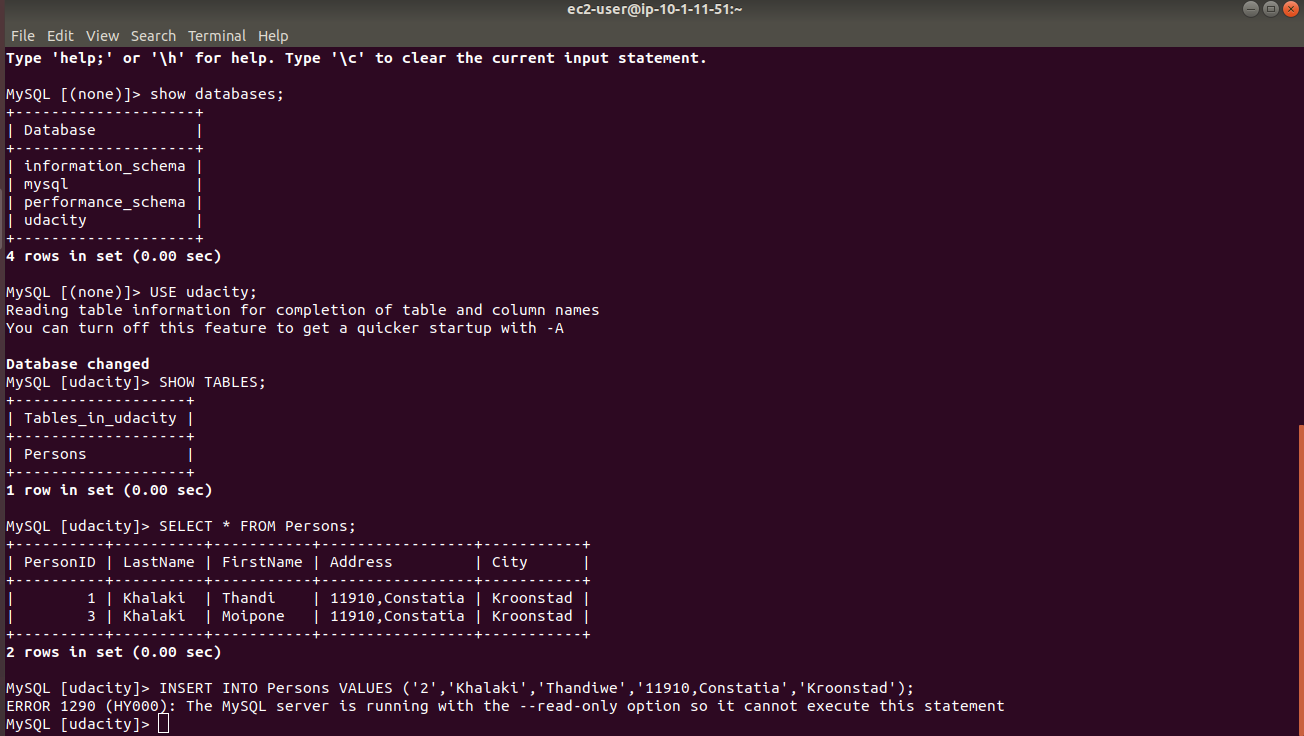 ec2-user@ip-10-1-11-51:~
File Edit View Search Terminal Help
Type 'help;' or '\h' for help. Type '\c' to clear the current input statement.
MySQL [(none)]> show databases;
+--------------------+
| Database           |
+--------------------+
| information_schema |
| mysql              |
| performance_schema |
| udacity            |
+--------------------+
4 rows in set (0.00 sec)
MySQL [(none)]> USE udacity;
Reading table information for completion of table and column names
You can turn off this feature to get a quicker startup with -A
Database changed
MySQL [udacity]> SHOW TABLES;
+-------------------+
| Tables_in_udacity |
+-------------------+
| Persons           |
+-------------------+
1 row in set (0.00 sec)
MySQL [udacity]> SELECT * FROM Persons;
+----------+----------+-----------+-----------------+-----------+
| PersonID | LastName | FirstName | Address         | City      |
+----------+----------+-----------+-----------------+-----------+
|        1 | Khalaki  | Thandi    | 11910,Constatia | Kroonstad |
|        3 | Khalaki  | Moipone   | 11910,Constatia | Kroonstad |
+----------+----------+-----------+-----------------+-----------+
2 rows in set (0.00 sec)
MySQL [udacity]> INSERT INTO Persons VALUES ('2','Khalaki','Thandiwe','11910,Constatia','Kroonstad');
ERROR 1290 (HY000): The MySQL server is running with the --read-only option so it cannot execute this statement
MySQL [udacity]>